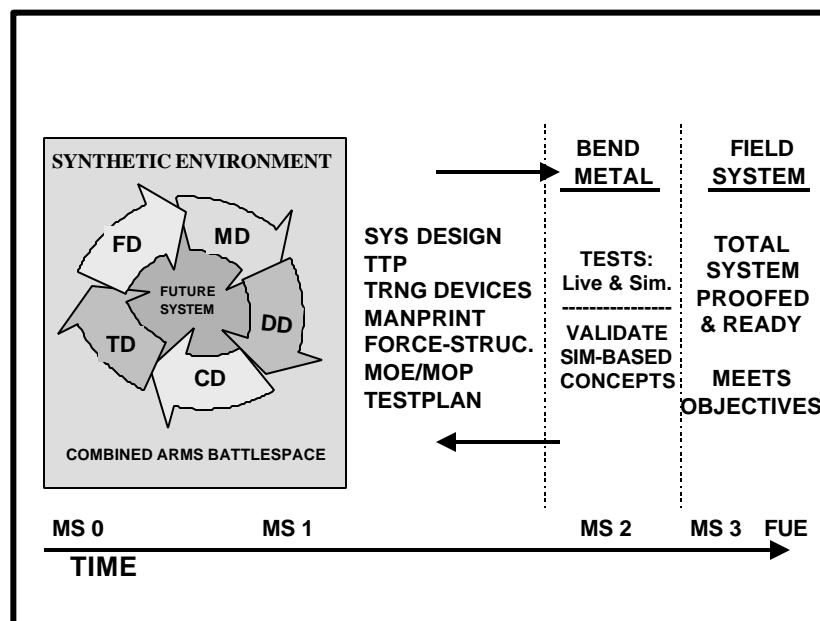 SYNTHETIC ENVIRONMENT
FD
MD
FUTURE
SYSTEM
TD
DD
CD
COMBINED ARMS BATTLESPACE
SYS DESIGN
TTP
TRNG DEVICES
MANPRINT
FORCE-STRUC.
MOE/MOP
TESTPLAN
BEND
METAL
TESTS:
Live & Sim.
----------------
VALIDATE
SIM-BASED
CONCEPTS
FIELD
SYSTEM
TOTAL
SYSTEM
PROOFED
& READY
MEETS
OBJECTIVES
MS 0
MS 1
MS 2
MS 3
FUE
TIME